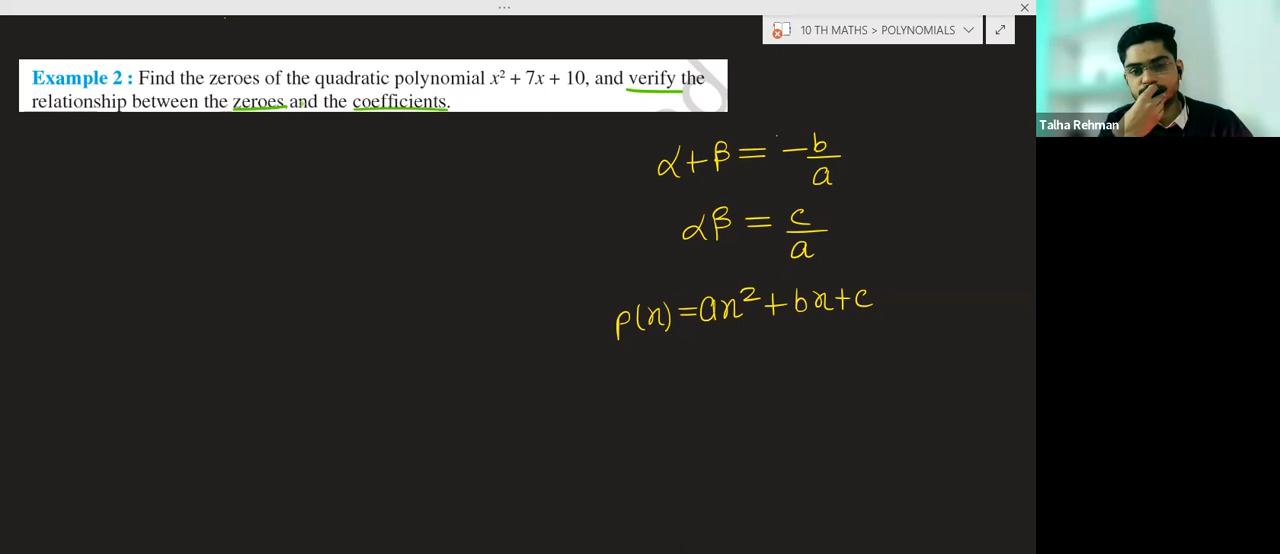 10 TH MATHS > POLYNOMIALS
Example 2 : Find the zeroes of the quadratic polynomial x² + 7x + 10, and verify the
relationship between the zeroes and the coefficients.
Talha Rehman
α+β = -b/a
αβ = c/a
p(x) = ax² + bx + c